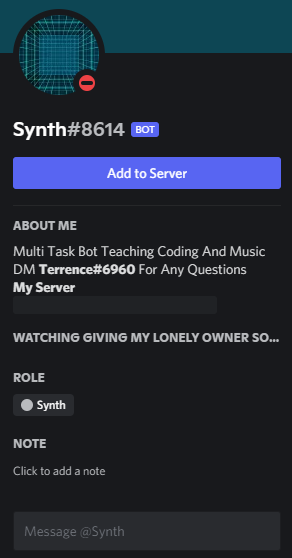 Synth#8614 BOT
Add to Server
ABOUT ME
Multi Task Bot Teaching Coding And Music
DM Terrence#6960 For Any Questions
My Server
WATCHING GIVING MY LONELY OWNER SO...
ROLE
Synth
NOTE
Click to add a note
Message @Synth